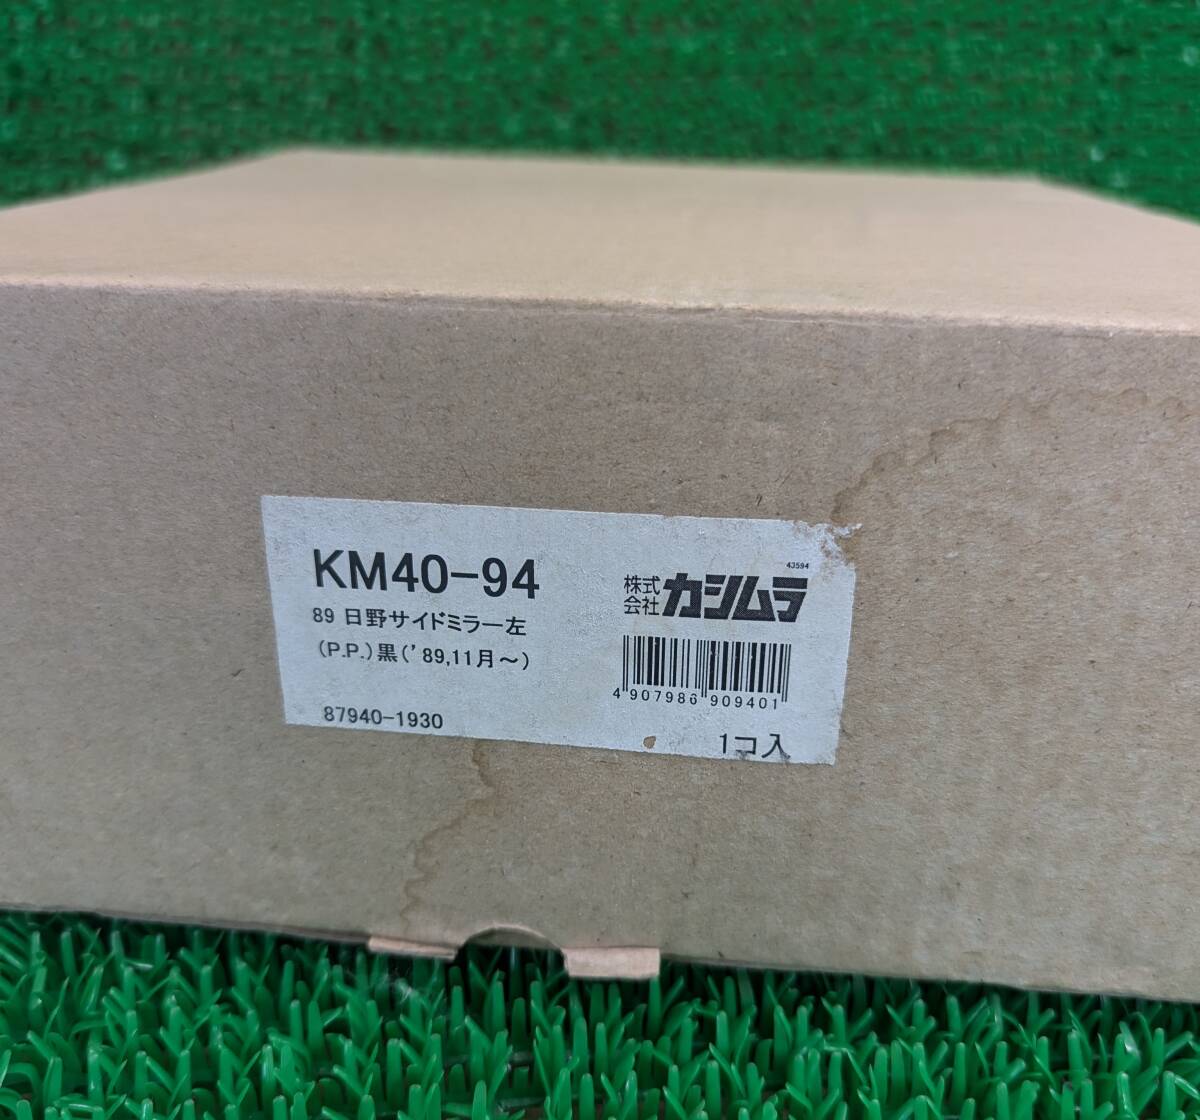 KM40-94
89 日野サイドミラー左
(P.P.)黒('89,11月～)
87940-1930
43594
株式会社 カシムラ
4 907986 909401
1コ入